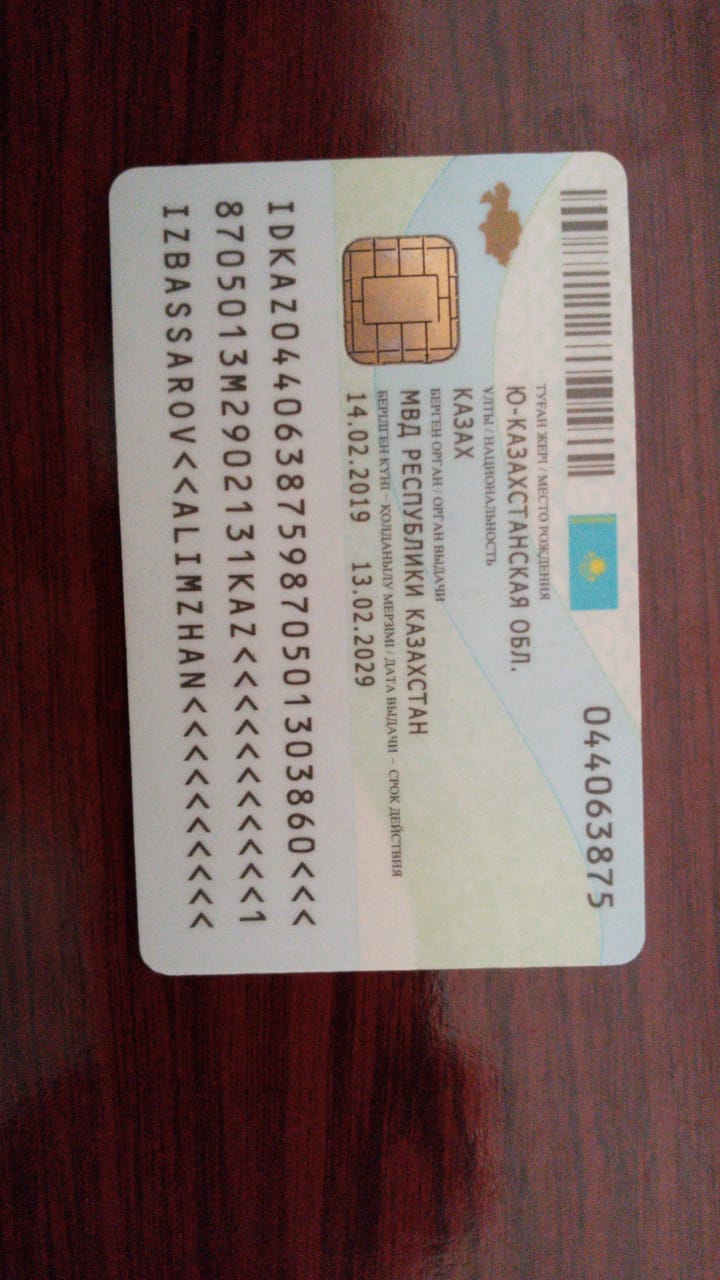 044063875
ТУҒАН ЖЕРІ / МЕСТО РОЖДЕНИЯ
Ю-КАЗАХСТАНСКАЯ ОБЛ.
ҰЛТЫ / НАЦИОНАЛЬНОСТЬ
КАЗАХ
БЕРГЕН ОРГАН / ОРГАН ВЫДАЧИ
МВД РЕСПУБЛИКИ КАЗАХСТАН
БЕРІЛГЕН КҮНІ – ҚОЛДАНЫЛУ МЕРЗІМІ / ДАТА ВЫДАЧИ – СРОК ДЕЙСТВИЯ
14.02.2019 13.02.2029
IDKAZ0440638759870501303860<<<
8705013M2902131KAZ<<<<<<<<<<<1
IZBASSAROV<<ALIMZHAN<<<<<<<<<<